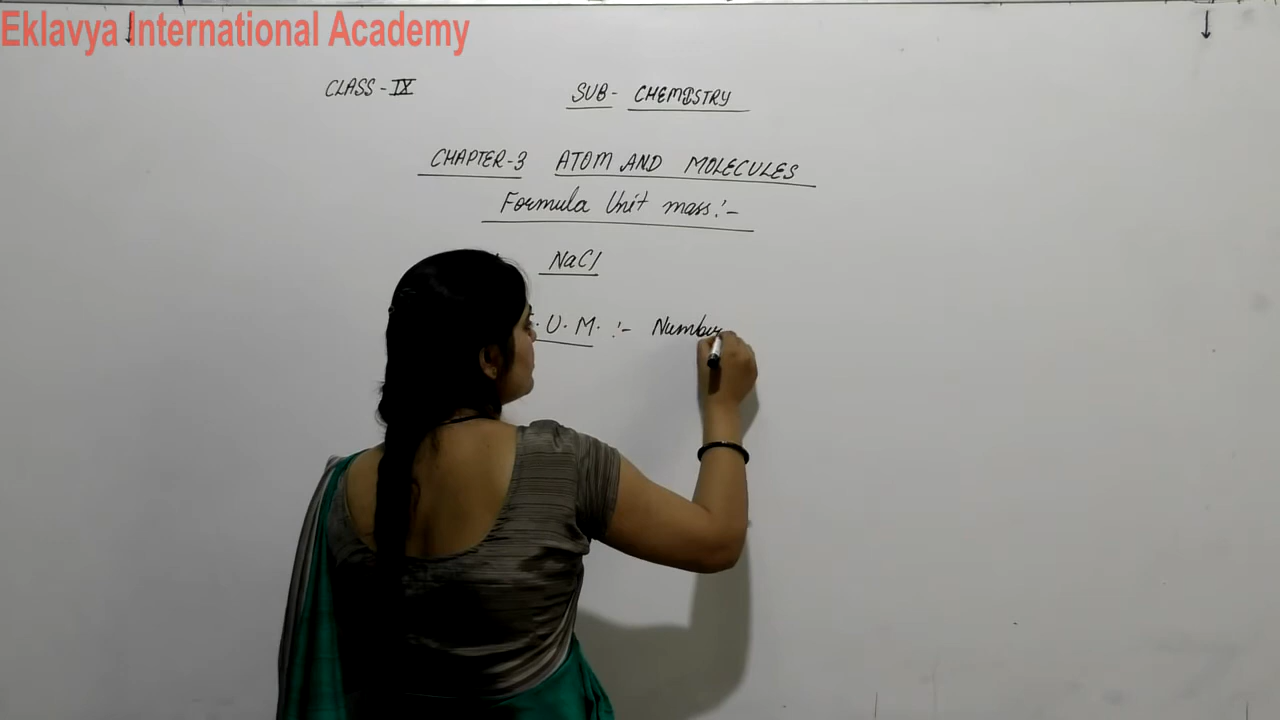 Eklavya International Academy
CLASS - IX SUB - CHEMISTRY
CHAPTER-3 ATOM AND MOLECULES
Formula Unit mass:-
NaCl
. U. M. :- Number